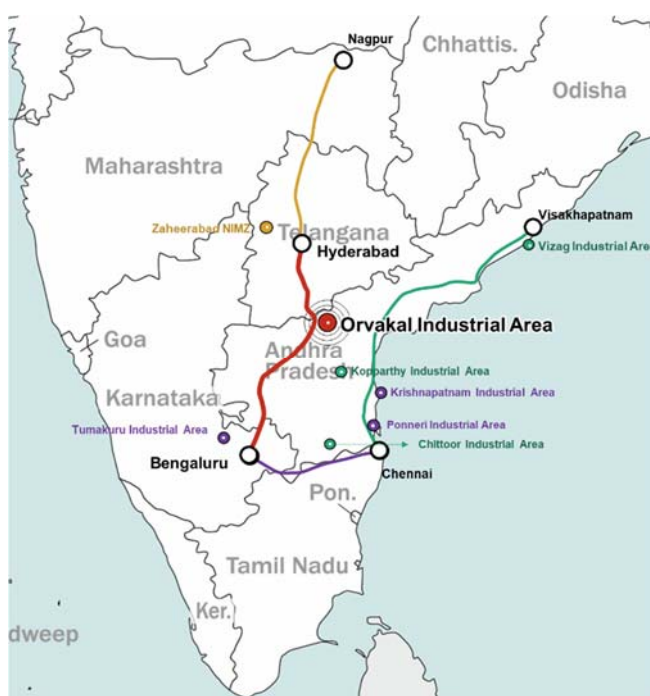 Nagpur
Chhattis.
Odisha
Maharashtra
Visakhapatnam
Zaheerabad NIMZ
Telangana
Vizag Industrial Are
Hyderabad
Orvakal Industrial Area
Goa
Andhra
Pradesh
Kopparthy Industrial Area
Karnataka
Krishnapatnam Industrial Area
Tumakuru Industrial Area
Ponneri Industrial Area
Chittoor Industrial Area
Bengaluru
Chennai
Pon.
Tamil Nadu
Ker.
dweep